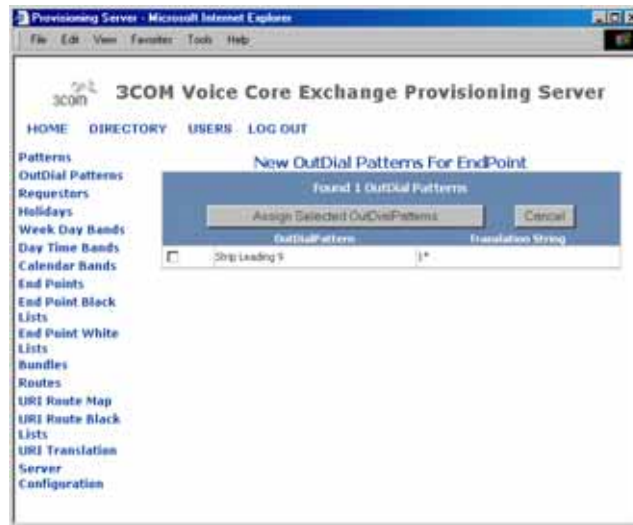 Provisioning Server - Microsoft Internet Explorer
File Edit View Favorites Tools Help
3COM
3COM Voice Core Exchange Provisioning Server
HOME DIRECTORY USERS LOG OUT
Patterns
OutDial Patterns
Requestors
Holidays
Week Day Bands
Day Time Bands
Calendar Bands
End Points
End Point Black
Lists
End Point White
Lists
Bundles
Routes
URI Route Map
URI Route Black
Lists
URI Translation
Server
Configuration
New OutDial Patterns For EndPoint
Found 1 OutDial Patterns
Assign Selected OutDialPatterns Cancel
OutDialPattern Translation String
Strip Leading 9